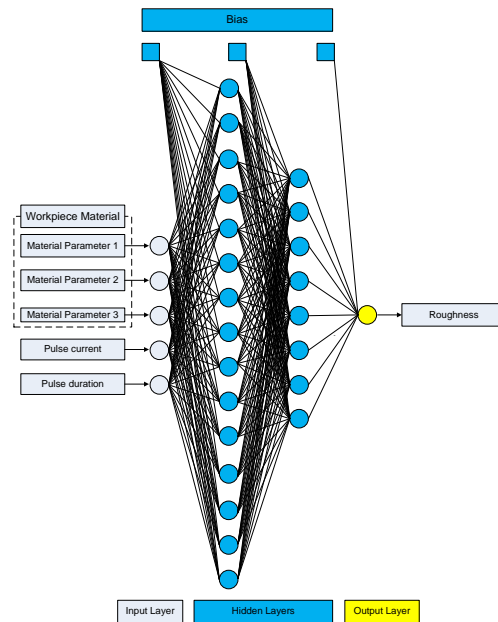 Bias
Workpiece Material
Material Parameter 1
Material Parameter 2
Material Parameter 3
Pulse current
Pulse duration
Roughness
Input Layer
Hidden Layers
Output Layer